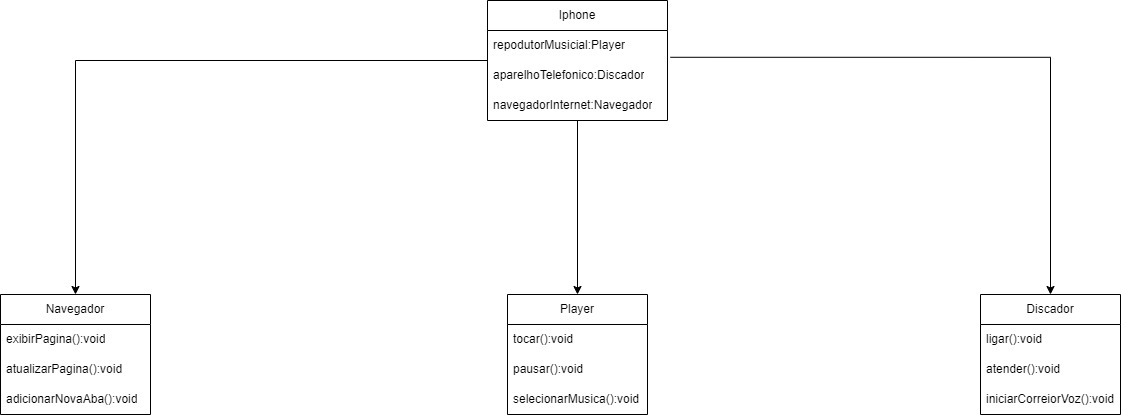 Iphone
repodutorMusicial:Player
aparelhoTelefonico:Discador
navegadorInternet:Navegador
Navegador
exibirPagina():void
atualizarPagina():void
adicionarNovaAba():void
Player
tocar():void
pausar():void
selecionarMusica():void
Discador
ligar():void
atender():void
iniciarCorreiorVoz():void